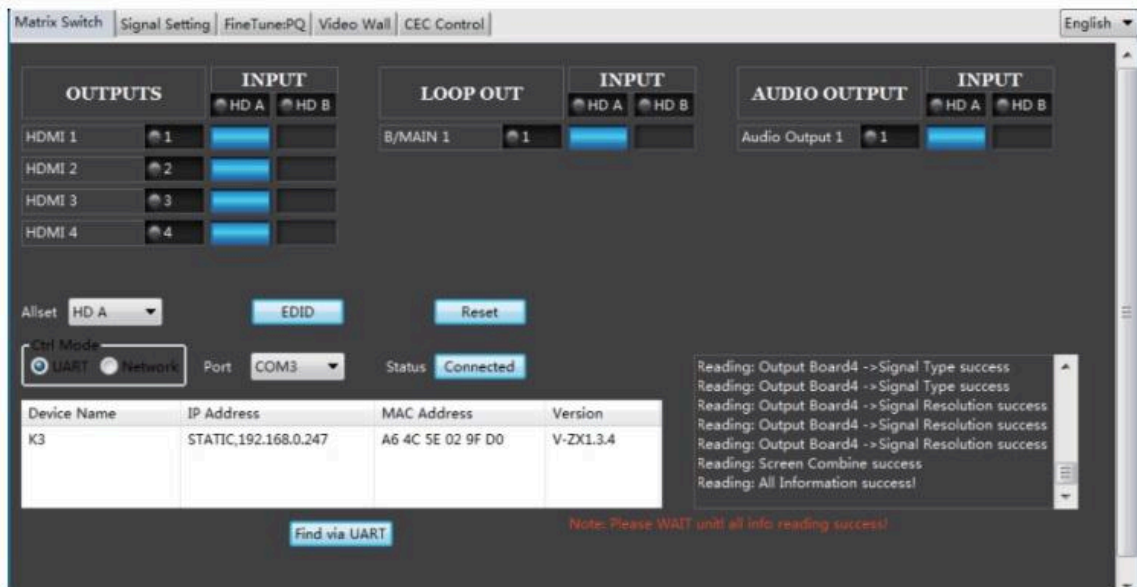 Matrix Switch Signal Setting FineTune:PQ Video Wall CEC Control English
OUTPUTS INPUT LOOP OUT INPUT AUDIO OUTPUT INPUT
HD A HD B HD A HD B HD A HD B
HDMI 1 1 B/MAIN 1 1 Audio Output 1 1
HDMI 2 2
HDMI 3 3
HDMI 4 4
Allset HD A EDID Reset
Ctrl Mode
UART Network Port COM3 Status Connected
Device Name IP Address MAC Address Version
K3 STATIC,192.168.0.247 A6 4C 5E 02 9F D0 V-ZX1.3.4
Reading: Output Board4 ->Signal Type success
Reading: Output Board4 ->Signal Type success
Reading: Output Board4 ->Signal Resolution success
Reading: Output Board4 ->Signal Resolution success
Reading: Output Board4 ->Signal Resolution success
Reading: Screen Combine success
Reading: All Information success!
Find via UART
Note: Please WAIT unitl all info reading success!